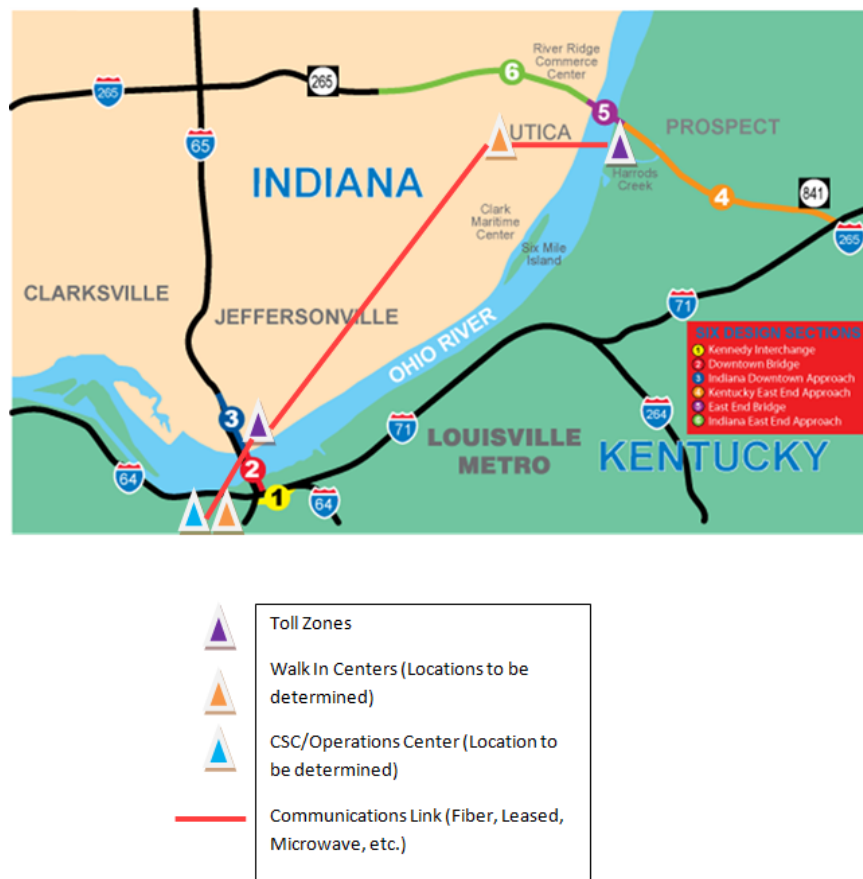 River Ridge
Commerce
Center
6
265
265
5
UTICA
PROSPECT
65
INDIANA
Harrods
Creek
4
841
265
Clark
Maritime
Center
Six Mile
Island
CLARKSVILLE
JEFFERSONVILLE
71
OHIO RIVER
SIX DESIGN SECTIONS
1 Kennedy Interchange
2 Downtown Bridge
3 Indiana Downtown Approach
4 Kentucky East End Approach
5 East End Bridge
6 Indiana East End Approach
3
71
264
LOUISVILLE
METRO
KENTUCKY
64
2
1
64
Toll Zones
Walk In Centers (Locations to be
determined)
CSC/Operations Center (Location to
be determined)
Communications Link (Fiber, Leased,
Microwave, etc.)